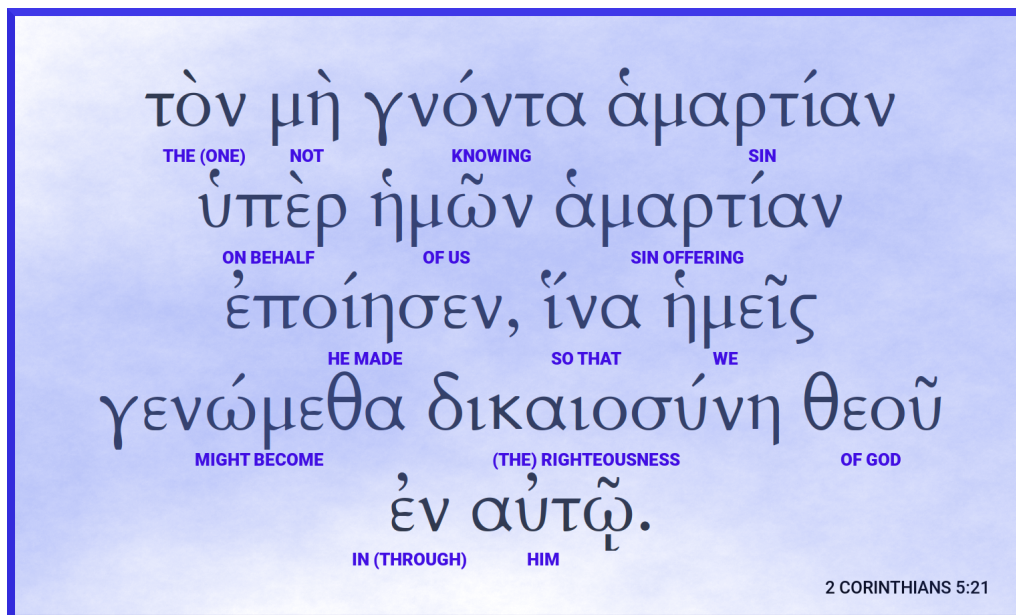 τὸν μὴ γνόντα ἁμαρτίαν
THE (ONE) NOT KNOWING SIN
ὑπὲρ ἡμῶν ἁμαρτίαν
ON BEHALF OF US SIN OFFERING
ἐποίησεν, ἵνα ἡμεῖς
HE MADE SO THAT WE
γενώμεθα δικαιοσύνη θεοῦ
MIGHT BECOME (THE) RIGHTEOUSNESS OF GOD
ἐν αὐτῷ.
IN (THROUGH) HIM
2 CORINTHIANS 5:21